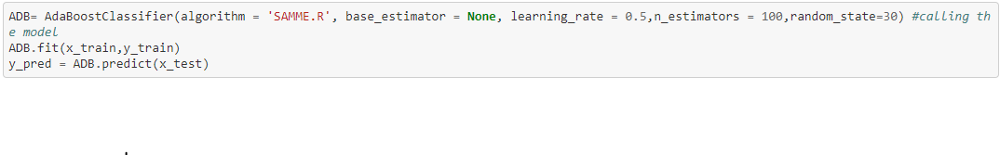 ADB= AdaBoostClassifier(algorithm = 'SAMME.R', base_estimator = None, learning_rate = 0.5,n_estimators = 100,random_state=30) #calling th
e model
ADB.fit(x_train,y_train)
y_pred = ADB.predict(x_test)